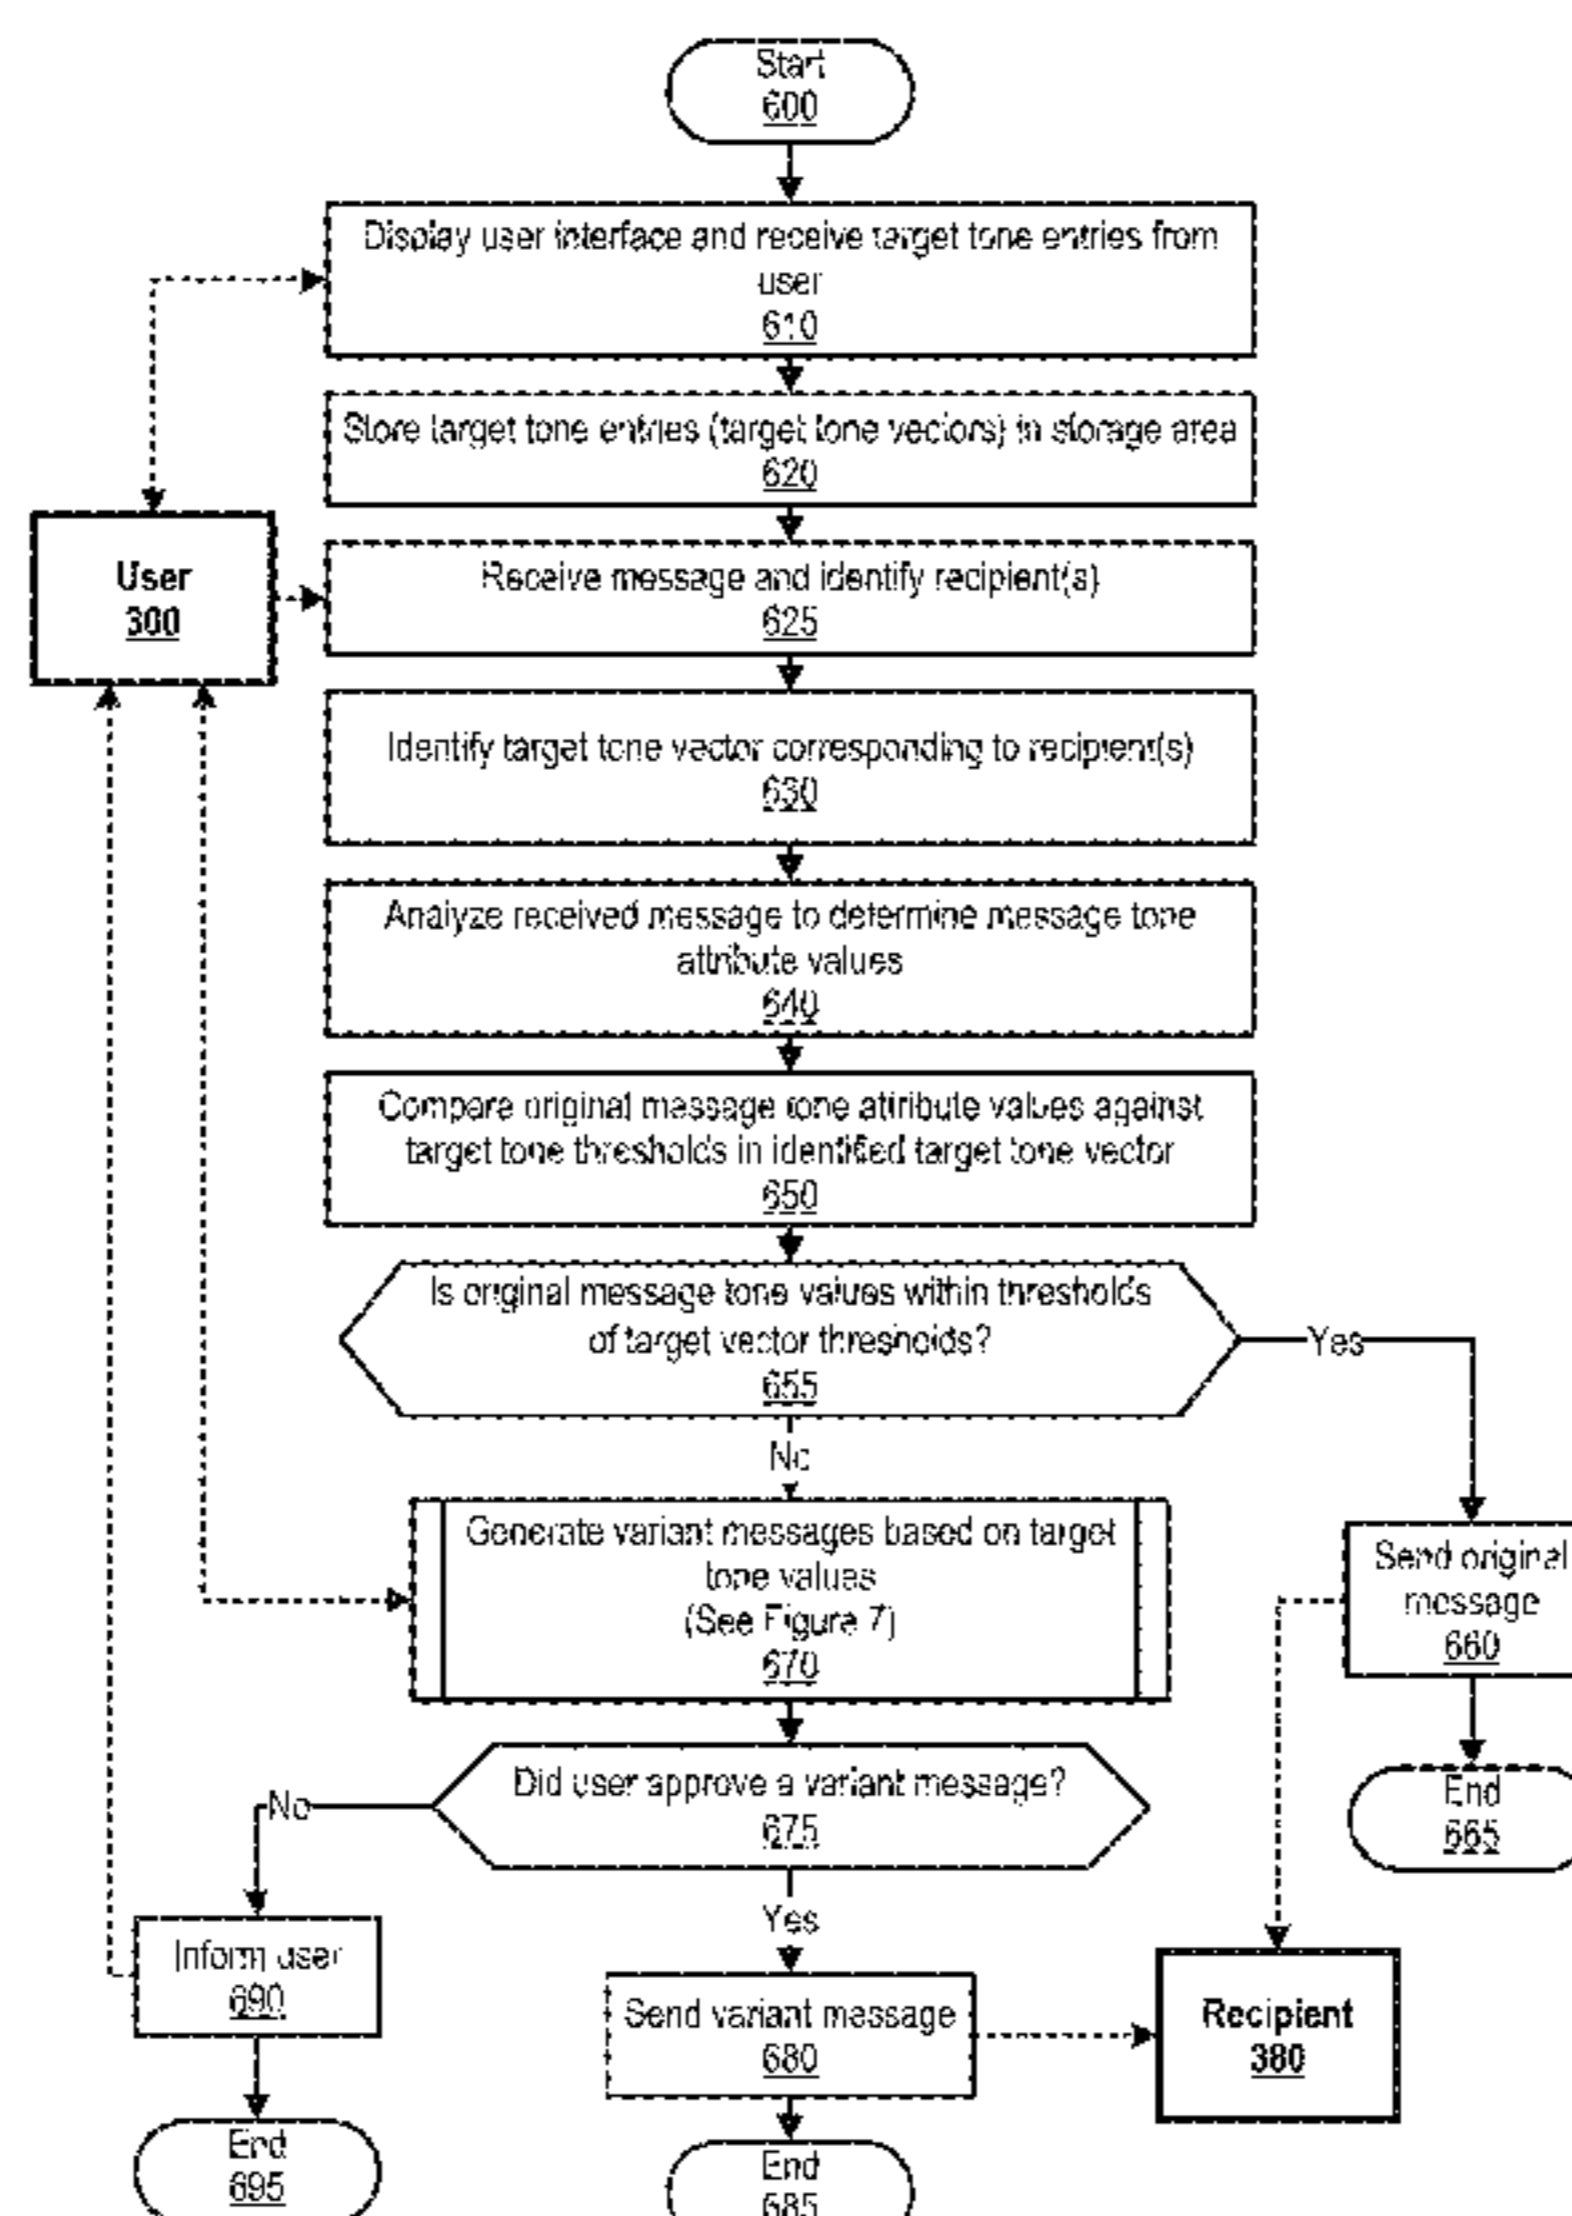 Start
600
Display user interface and receive target tone entries from
user
610
Store target tone entries (target tone vectors) in storage area
620
User
300
Receive message and identify recipient(s)
625
Identify target tone vector corresponding to recipient(s)
630
Analyze received message to determine message tone
attribute values
640
Compare original message tone attribute values against
target tone thresholds in identified target tone vector
650
Is original message tone values within thresholds
of target vector thresholds?
655
Yes
No
Generate variant messages based on target
tone values
(See Figure 7)
670
Send original
message
660
Did user approve a variant message?
675
No
End
665
Yes
Inform user
690
Send variant message
680
Recipient
380
End
695
End
685